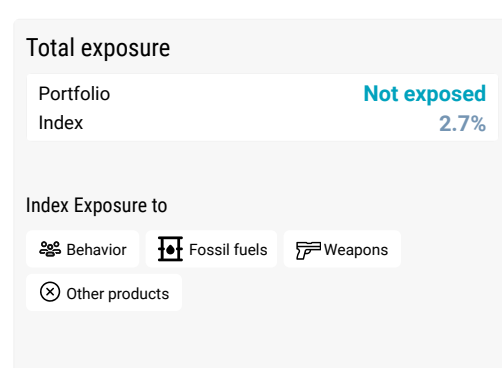 Total exposure
Portfolio Not exposed
Index 2.7%
Index Exposure to
Behavior Fossil fuels Weapons
Other products